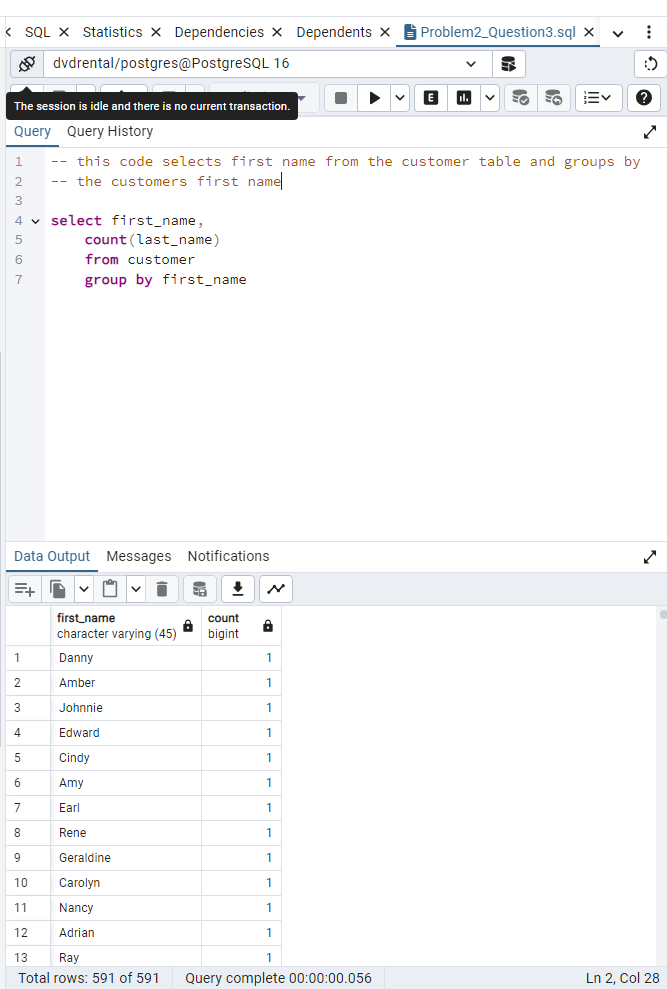 SQL Statistics Dependencies Dependents Problem2_Question3.sql
dvdrental/postgres@PostgreSQL 16
The session is idle and there is no current transaction.
E
Query Query History
1 -- this code selects first name from the customer table and groups by
2 -- the customers first name
3
4 select first_name,
5 count(last_name)
6 from customer
7 group by first_name
Data Output Messages Notifications
first_name count
character varying (45) bigint
1 Danny 1
2 Amber 1
3 Johnnie 1
4 Edward 1
5 Cindy 1
6 Amy 1
7 Earl 1
8 Rene 1
9 Geraldine 1
10 Carolyn 1
11 Nancy 1
12 Adrian 1
13 Ray 1
Total rows: 591 of 591 Query complete 00:00:00.056 Ln 2, Col 28